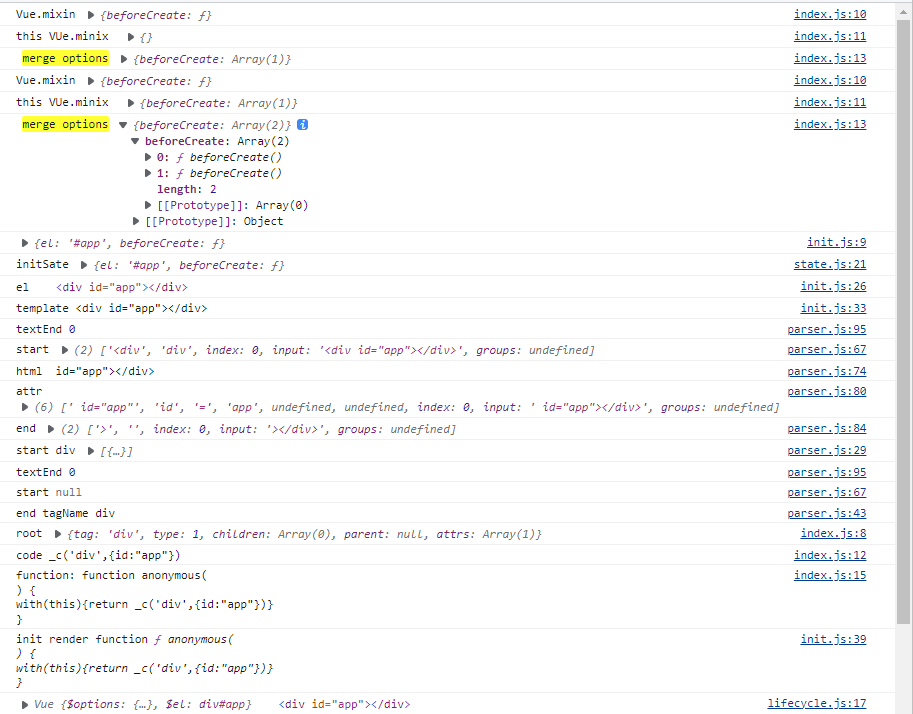 Vue.mixin ▶ {beforeCreate: ƒ} index.js:10
this VUe.minix ▶ {} index.js:11
merge options ▶ {beforeCreate: Array(1)} index.js:13
Vue.mixin ▶ {beforeCreate: ƒ} index.js:10
this VUe.minix ▶ {beforeCreate: Array(1)} index.js:11
merge options ▼ {beforeCreate: Array(2)} i index.js:13
▼ beforeCreate: Array(2)
▶ 0: ƒ beforeCreate()
▶ 1: ƒ beforeCreate()
length: 2
▶ [[Prototype]]: Array(0)
▶ [[Prototype]]: Object
▶ {el: '#app', beforeCreate: ƒ} init.js:9
initSate ▶ {el: '#app', beforeCreate: ƒ} state.js:21
el <div id="app"></div> init.js:26
template <div id="app"></div> init.js:33
textEnd 0 parser.js:95
start ▶ (2) ['<div', 'div', index: 0, input: '<div id="app"></div>', groups: undefined] parser.js:67
html id="app"></div> parser.js:74
attr parser.js:80
▶ (6) [' id="app"', 'id', '=', 'app', undefined, undefined, index: 0, input: ' id="app"></div>', groups: undefined]
end ▶ (2) ['>', '', index: 0, input: '></div>', groups: undefined] parser.js:84
start div ▶ [{…}] parser.js:29
textEnd 0 parser.js:95
start null parser.js:67
end tagName div parser.js:43
root ▶ {tag: 'div', type: 1, children: Array(0), parent: null, attrs: Array(1)} index.js:8
code _c('div',{id:"app"}) index.js:12
function: function anonymous( index.js:15
) {
with(this){return _c('div',{id:"app"})}
}
init render function ƒ anonymous( init.js:39
) {
with(this){return _c('div',{id:"app"})}
}
▶ Vue {$options: {…}, $el: div#app} <div id="app"></div> lifecycle.js:17